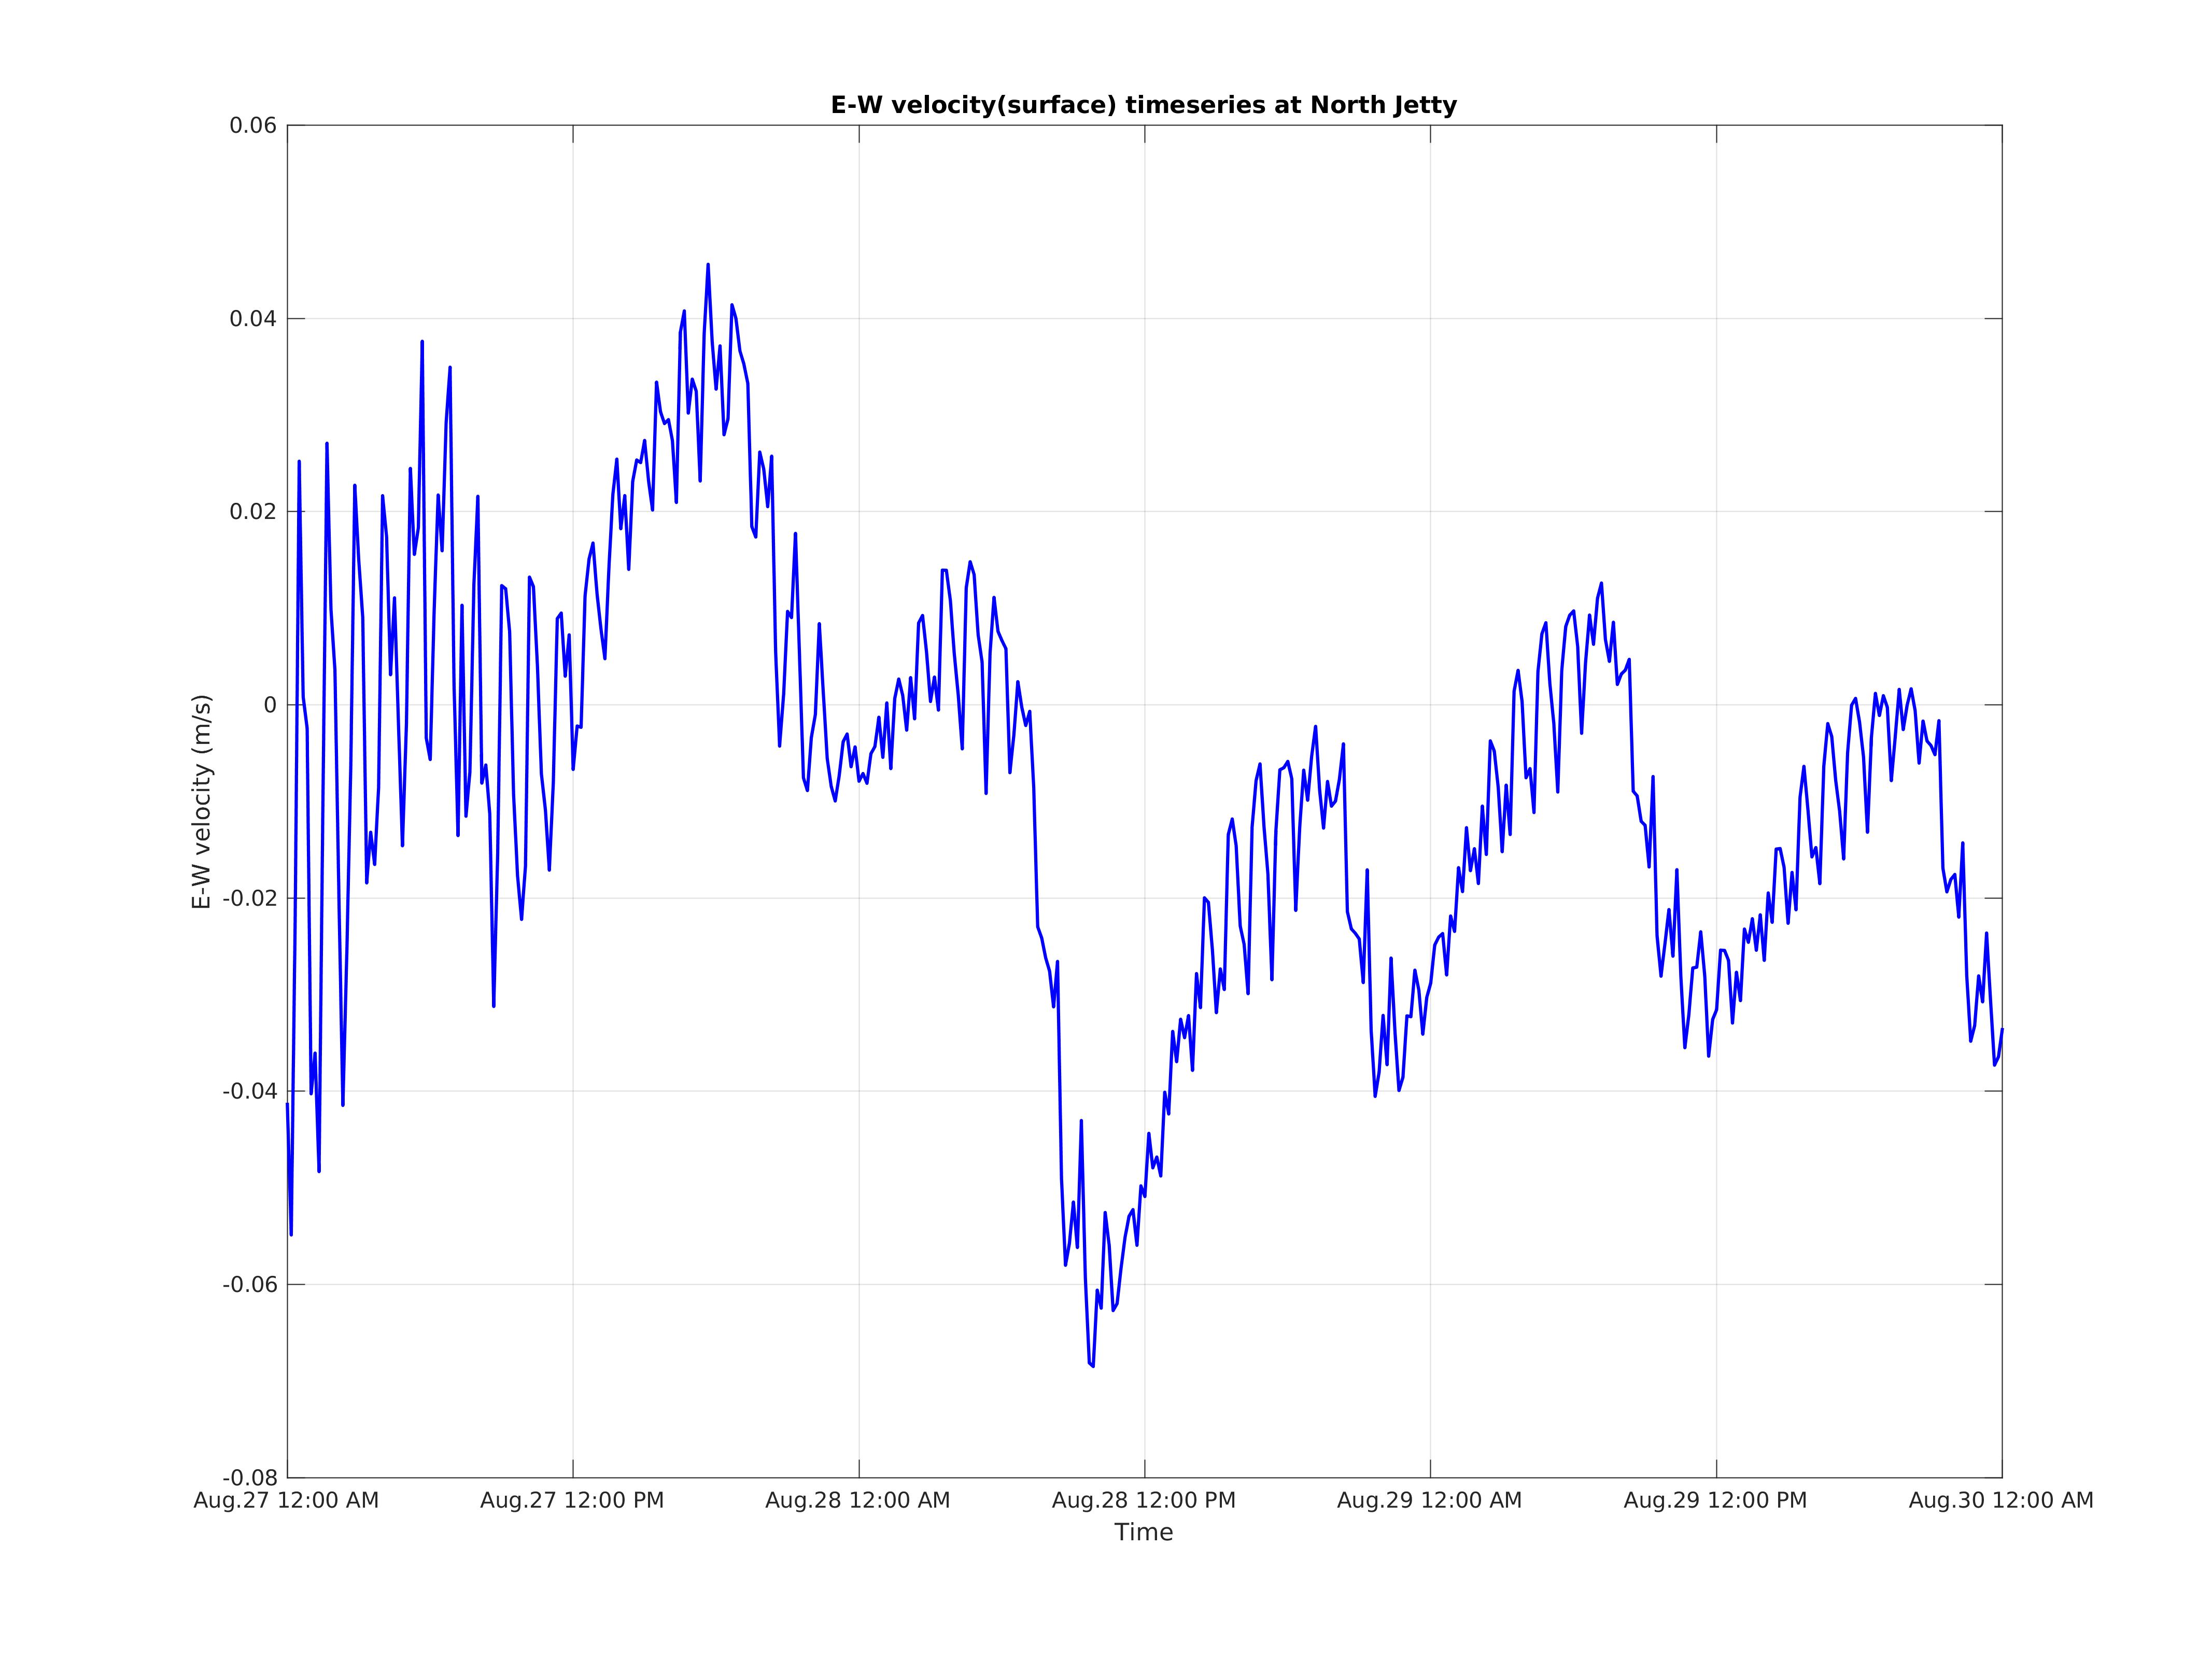 E-W velocity(surface) timeseries at North Jetty
0.06
0.04
0.02
0
-0.02
-0.04
-0.06
-0.08
E-W velocity (m/s)
Aug.27 12:00 AM Aug.27 12:00 PM Aug.28 12:00 AM Aug.28 12:00 PM Aug.29 12:00 AM Aug.29 12:00 PM Aug.30 12:00 AM
Time